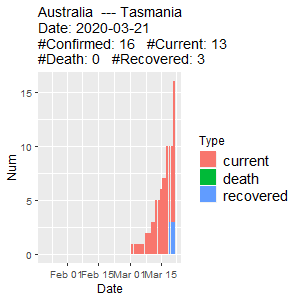 Australia --- Tasmania
Date: 2020-03-21
#Confirmed: 16 #Current: 13
#Death: 0 #Recovered: 3
15
10
5
0
Num
Feb 01 Feb 15 Mar 01 Mar 15
Date
Type
current
death
recovered